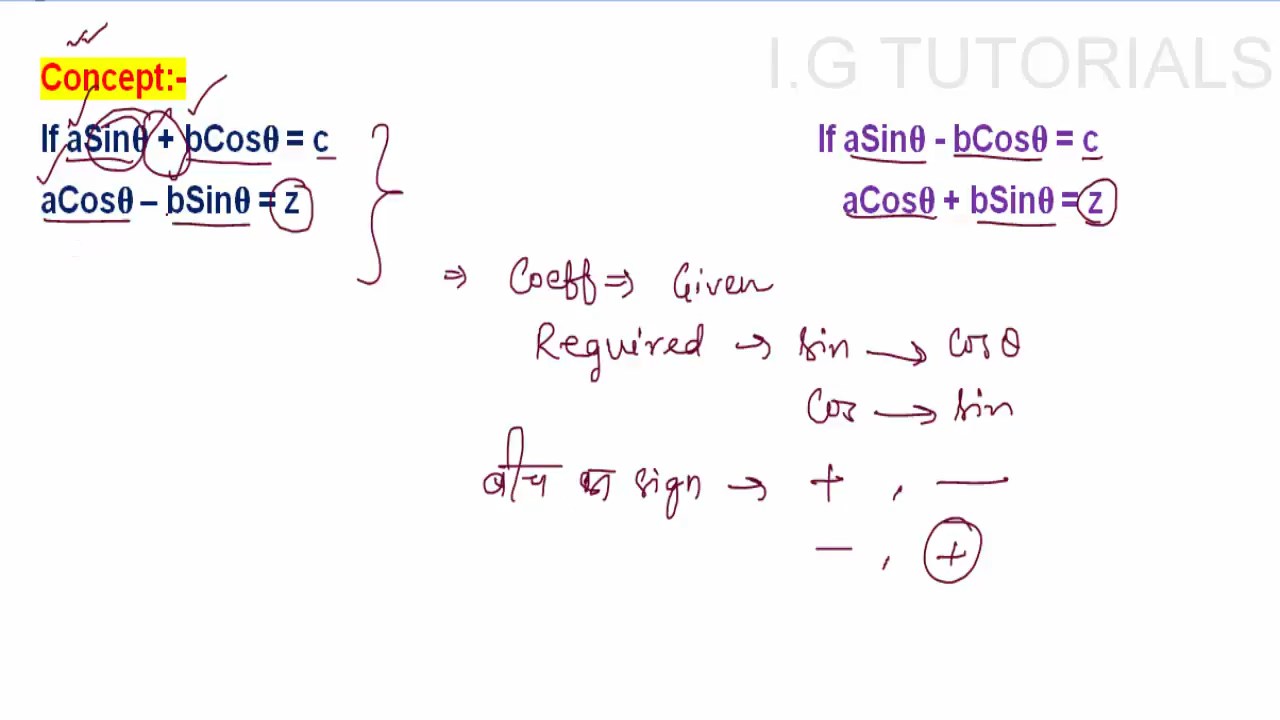 I.G TUTORIALS
Concept:-
If aSinθ + bCosθ = c
aCosθ – bSinθ = z
If aSinθ - bCosθ = c
aCosθ + bSinθ = z
⇒ Coeff ⇒ Given
Required → sin → cosθ
Cos → sin
बीच का sign → + , —
− , +